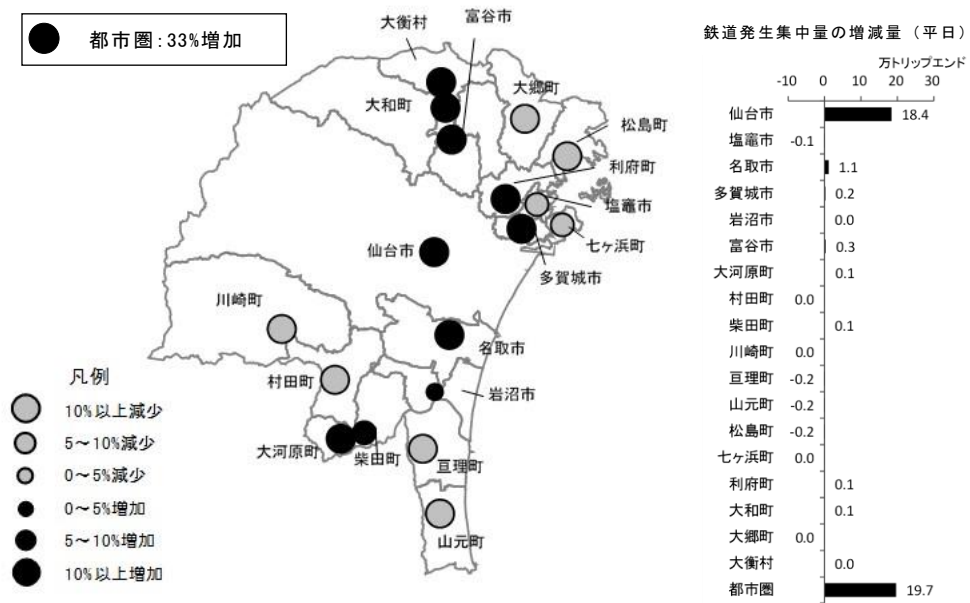 都市圏:33%増加
大衡村
富谷市
大和町
大郷町
松島町
利府町
塩竈市
七ヶ浜町
多賀城市
仙台市
川崎町
名取市
村田町
岩沼市
大河原町
柴田町
亘理町
山元町
凡例
10%以上減少
5～10%減少
0～5%減少
0～5%増加
5～10%増加
10%以上増加
鉄道発生集中量の増減量（平日）
万トリップエンド
-10 0 10 20 30
仙台市 18.4
塩竈市 -0.1
名取市 1.1
多賀城市 0.2
岩沼市 0.0
富谷市 0.3
大河原町 0.1
村田町 0.0
柴田町 0.1
川崎町 0.0
亘理町 -0.2
山元町 -0.2
松島町 -0.2
七ヶ浜町 0.0
利府町 0.1
大和町 0.1
大郷町 0.0
大衡村 0.0
都市圏 19.7